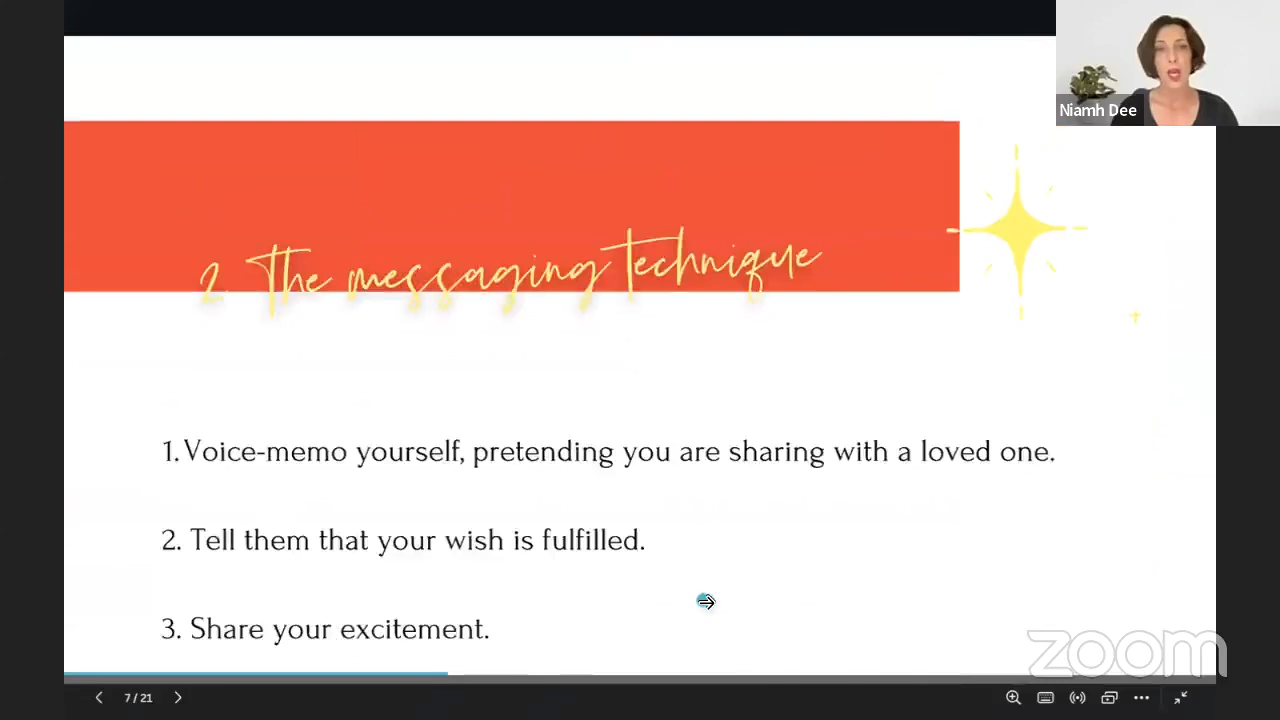 Niamh Dee
2. The messaging technique
1. Voice-memo yourself, pretending you are sharing with a loved one.
2. Tell them that your wish is fulfilled.
3. Share your excitement.
zoom
7 / 21